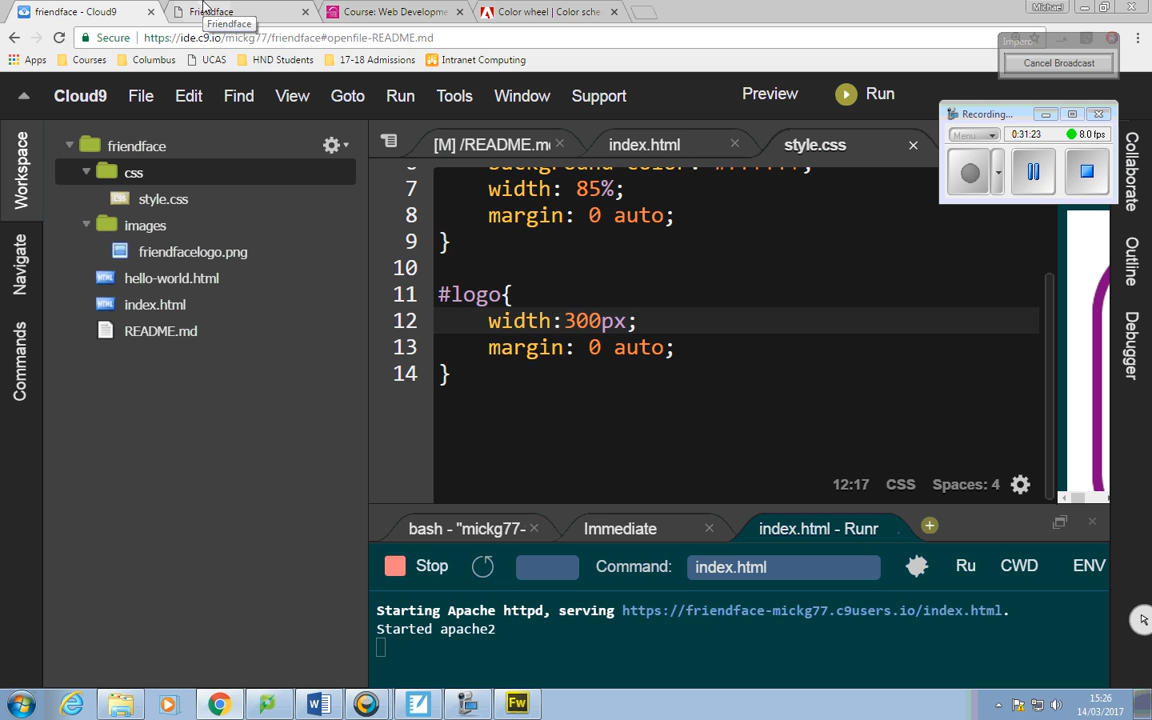 Michael
friendface - Cloud9
Friendface
Course: Web Developme
Color wheel | Color sche
Friendface
Secure
https://ide.c9.io/mickg77/friendface#openfile-README.md
Impero
Cancel Broadcast
Apps
Courses
Columbus
UCAS
HND Students
17-18 Admissions
Intranet Computing
Cloud9 File Edit Find View Goto Run Tools Window Support
Preview
Run
Recording...
Menu
0:31:23
8.0 fps
Workspace
Navigate
Commands
friendface
css
style.css
images
friendfacelogo.png
hello-world.html
index.html
README.md
[M] /README.m
index.html
style.css
7 width: 85%;
8 margin: 0 auto;
9 }
10
11 #logo{
12 width:300px;
13 margin: 0 auto;
14 }
12:17 CSS Spaces: 4
Collaborate
Outline
Debugger
bash - "mickg77-
Immediate
index.html - Runr
Stop
Command:
index.html
Ru
CWD
ENV
Starting Apache httpd, serving https://friendface-mickg77.c9users.io/index.html.
Started apache2
Fw
15:26
14/03/2017